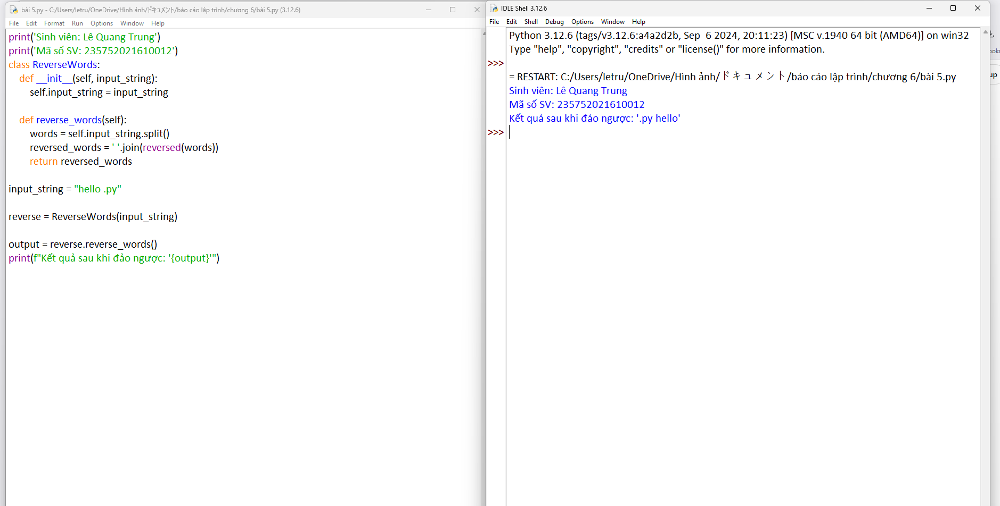 bài 5.py - C:/Users/letru/OneDrive/Hình ảnh/ドキュメント/báo cáo lập trình/chương 6/bài 5.py (3.12.6)
File Edit Format Run Options Window Help
print('Sinh viên: Lê Quang Trung')
print('Mã số SV: 235752021610012')
class ReverseWords:
    def __init__(self, input_string):
        self.input_string = input_string
    def reverse_words(self):
        words = self.input_string.split()
        reversed_words = ' '.join(reversed(words))
        return reversed_words
input_string = "hello .py"
reverse = ReverseWords(input_string)
output = reverse.reverse_words()
print(f"Kết quả sau khi đảo ngược: '{output}'")
IDLE Shell 3.12.6
File Edit Shell Debug Options Window Help
Python 3.12.6 (tags/v3.12.6:a4a2d2b, Sep  6 2024, 20:11:23) [MSC v.1940 64 bit (AMD64)] on win32
Type "help", "copyright", "credits" or "license()" for more information.
>>>
= RESTART: C:/Users/letru/OneDrive/Hình ảnh/ドキュメント/báo cáo lập trình/chương 6/bài 5.py
Sinh viên: Lê Quang Trung
Mã số SV: 235752021610012
Kết quả sau khi đảo ngược: '.py hello'
>>>
up